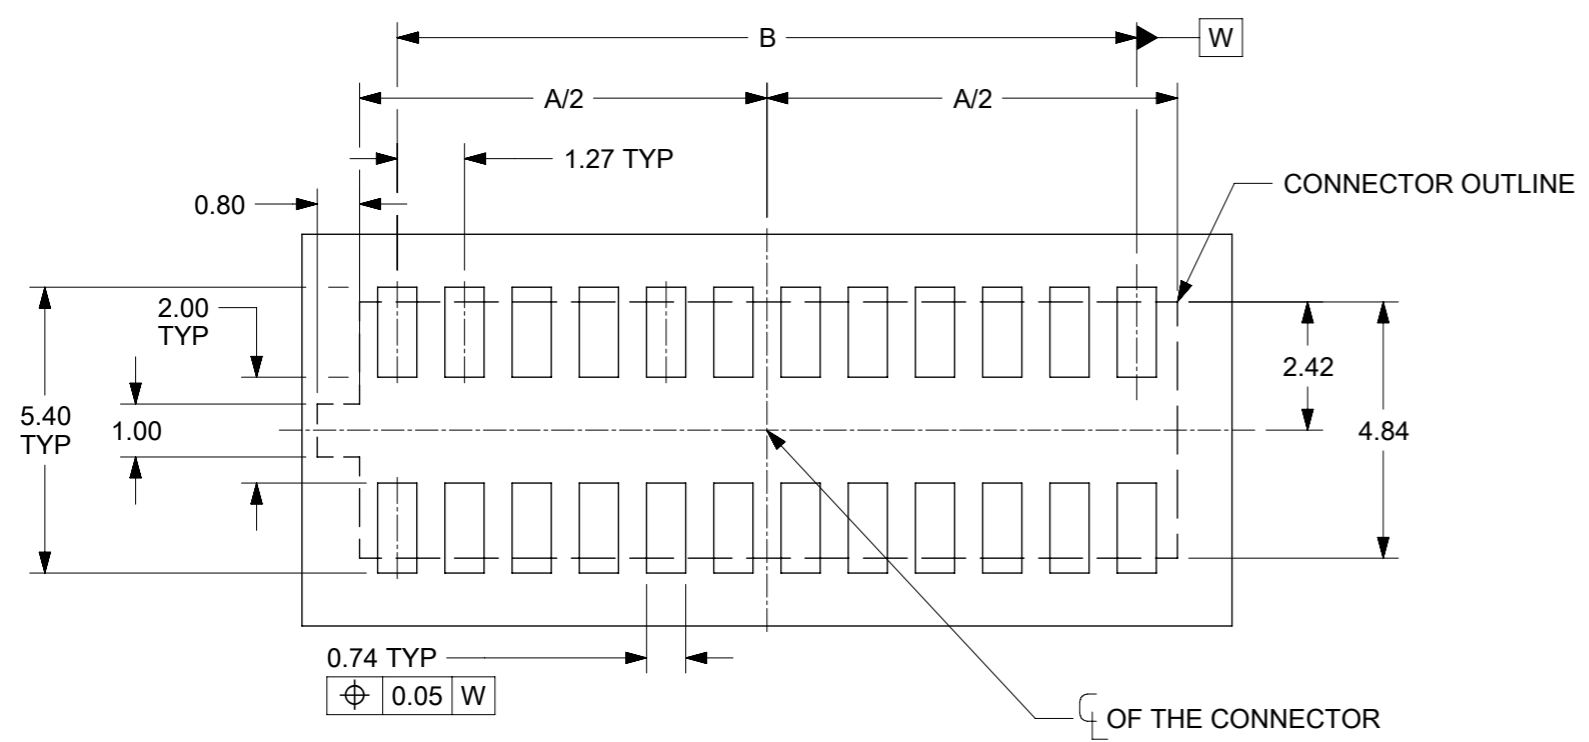 B
W
A/2
A/2
1.27 TYP
CONNECTOR OUTLINE
0.80
2.00
TYP
2.42
5.40
TYP
1.00
4.84
0.74 TYP
⌖ 0.05 W
℄ OF THE CONNECTOR